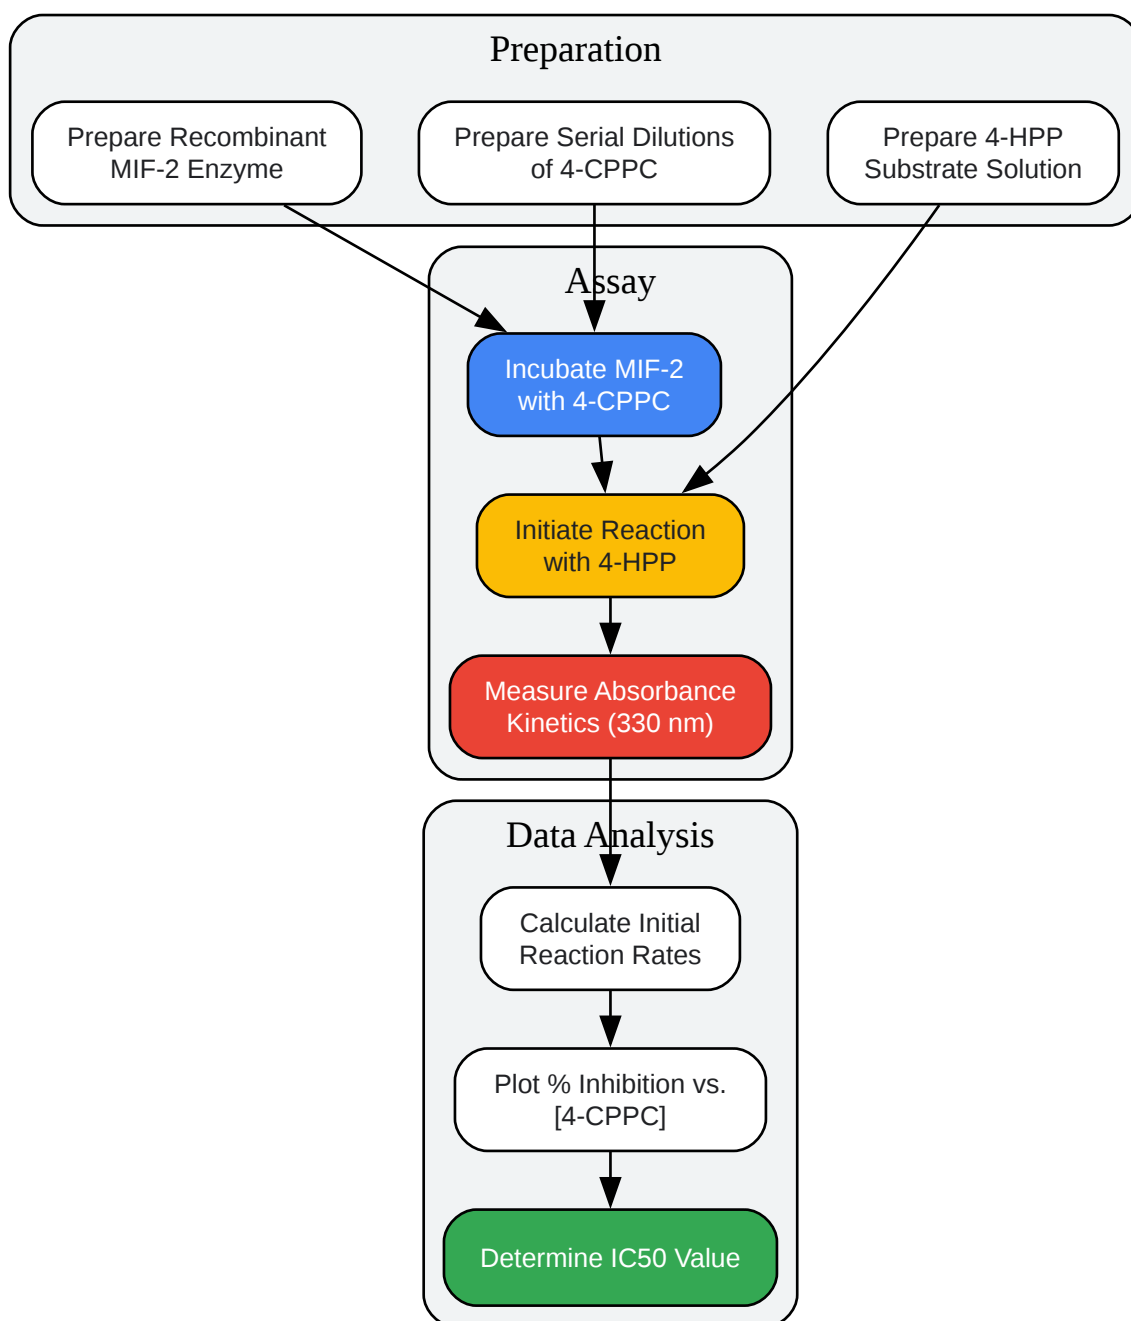 Preparation
Prepare Recombinant
MIF-2 Enzyme
Prepare Serial Dilutions
of 4-CPPC
Prepare 4-HPP
Substrate Solution
Assay
Incubate MIF-2
with 4-CPPC
Initiate Reaction
with 4-HPP
Measure Absorbance
Kinetics (330 nm)
Data Analysis
Calculate Initial
Reaction Rates
Plot % Inhibition vs.
[4-CPPC]
Determine IC50 Value